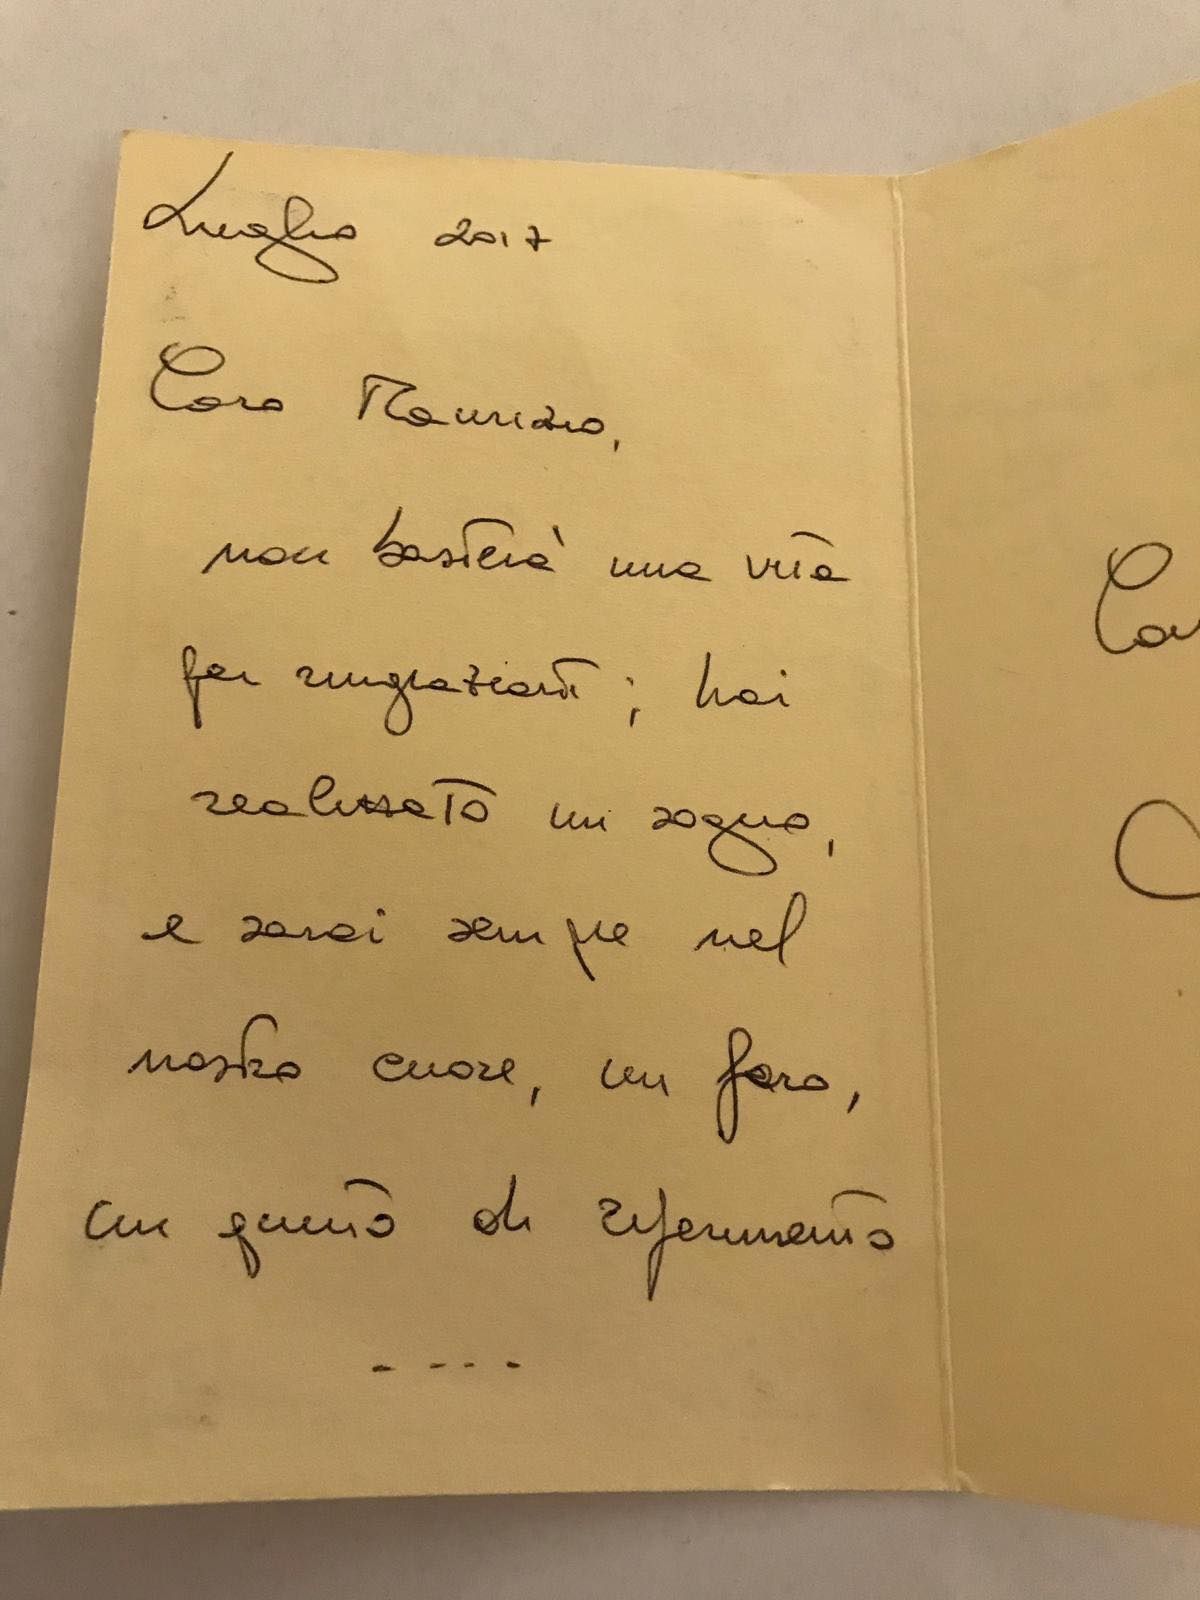 Luglio 2017
Caro Maurizio,
non basterà una vita
per ringraziarti; hai
realizzato un sogno,
e sarai sempre nel
nostro cuore, un faro,
un punto di riferimento
- - - -